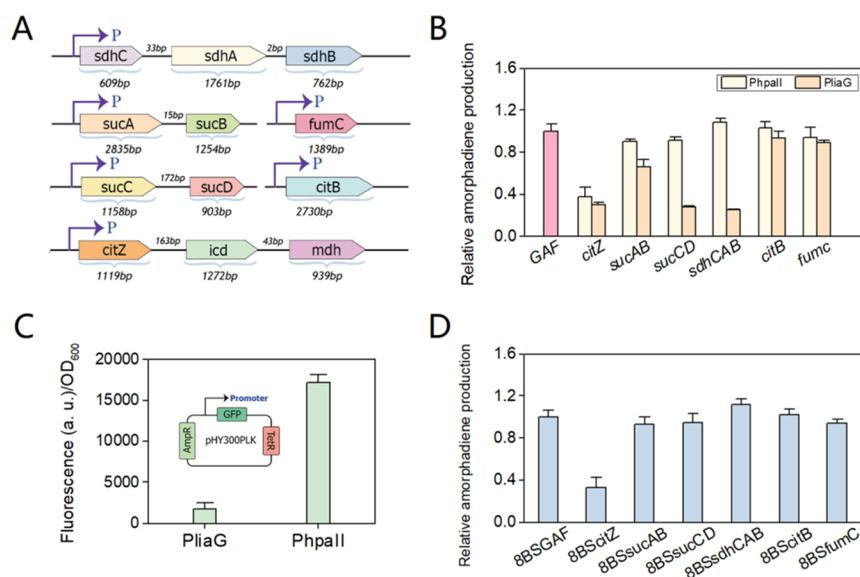 A
P
33bp
2bp
sdhC
sdhA
sdhB
609bp
1761bp
762bp
P
15bp
P
sucA
sucB
fumC
2835bp
1254bp
1389bp
P
172bp
P
sucC
sucD
citB
1158bp
903bp
2730bp
P
163bp
43bp
citZ
icd
mdh
1119bp
1272bp
939bp
B
Relative amorphadiene production
1.6
1.2
0.8
0.4
0.0
PhpaII
PliaG
GAF
citZ
sucAB
sucCD
sdhCAB
citB
fumc
C
Fluorescence (a. u.)/OD600
20000
15000
10000
5000
0
Promoter
GFP
AmpR
pHY300PLK
TetR
PliaG
PhpaII
D
Relative amorphadiene production
1.6
1.2
0.8
0.4
0.0
8BSGAF
8BScitZ
8BSsucAB
8BSsucCD
8BSsdhCAB
8BScitB
8BSfumC